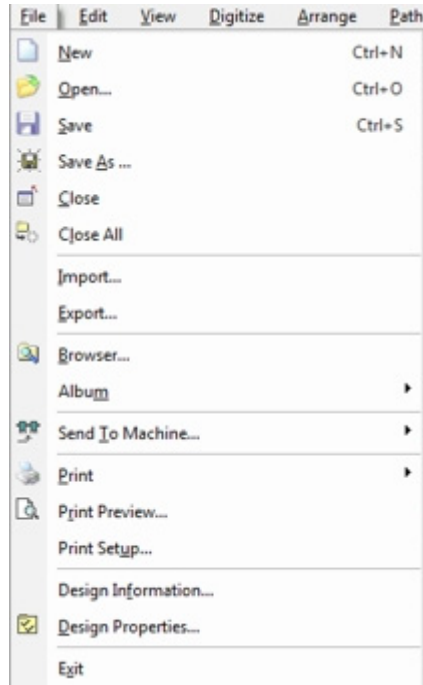 File Edit View Digitize Arrange Path
New Ctrl+N
Open... Ctrl+O
Save Ctrl+S
Save As ...
Close
Close All
Import...
Export...
Browser...
Album
Send To Machine...
Print
Print Preview...
Print Setup...
Design Information...
Design Properties...
Exit